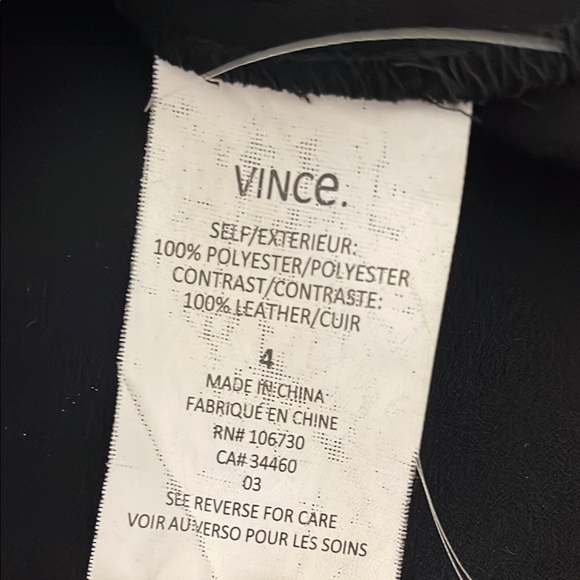 VINCe.
SELF/EXTERIEUR:
100% POLYESTER/POLYESTER
CONTRAST/CONTRASTE:
100% LEATHER/CUIR
4
MADE IN CHINA
FABRIQUÉ EN CHINE
RN# 106730
CA# 34460
03
SEE REVERSE FOR CARE
VOIR AU VERSO POUR LES SOINS